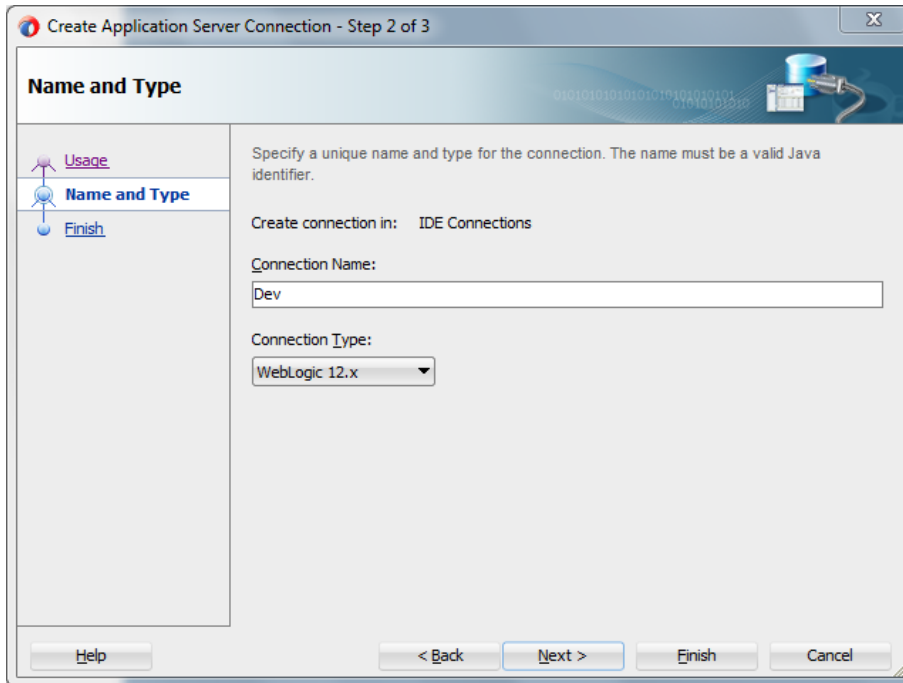 Create Application Server Connection - Step 2 of 3
X
Name and Type
0101010101010101010101010101
01010101010
Usage
Name and Type
Finish
Specify a unique name and type for the connection. The name must be a valid Java
identifier.
Create connection in: IDE Connections
Connection Name:
Dev
Connection Type:
WebLogic 12.x
Help
< Back
Next >
Finish
Cancel